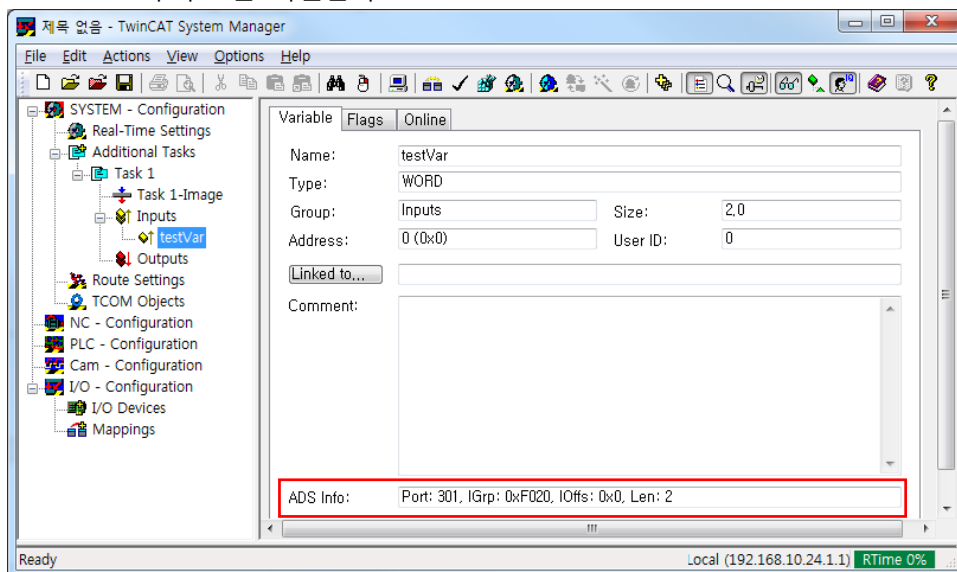 제목 없음 - TwinCAT System Manager
File Edit Actions View Options Help
SYSTEM - Configuration
Real-Time Settings
Additional Tasks
Task 1
Task 1-Image
Inputs
testVar
Outputs
Route Settings
TCOM Objects
NC - Configuration
PLC - Configuration
Cam - Configuration
I/O - Configuration
I/O Devices
Mappings
Variable Flags Online
Name: testVar
Type: WORD
Group: Inputs Size: 2,0
Address: 0 (0x0) User ID: 0
Linked to...
Comment:
ADS Info: Port: 301, IGrp: 0xF020, IOffs: 0x0, Len: 2
Ready Local (192.168.10.24.1.1) RTime 0%